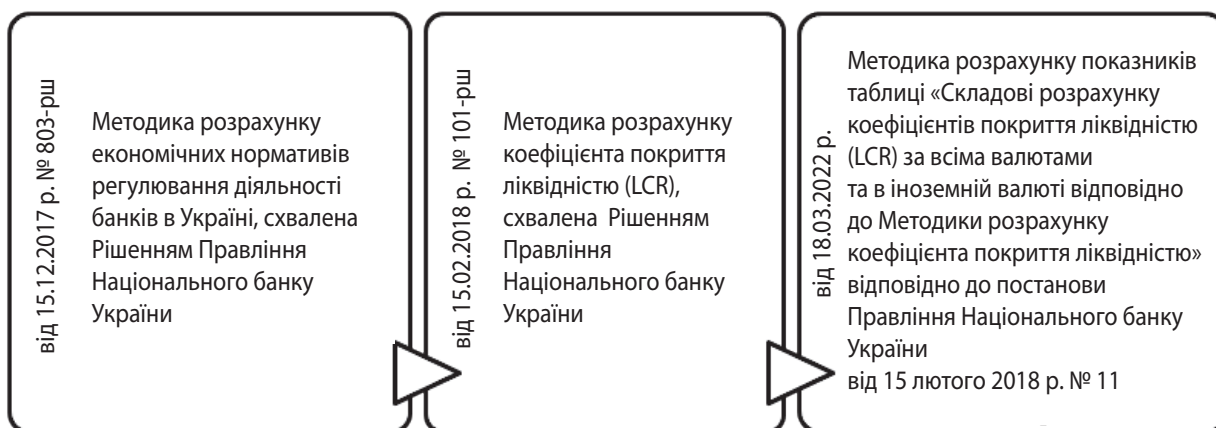 від 15.12.2017 р. № 803-рш
Методика розрахунку
економічних нормативів
регулювання діяльності
банків в Україні, схвалена
Рішенням Правління
Національного банку
України
від 15.02.2018 р. № 101-рш
Методика розрахунку
коефіцієнта покриття
ліквідністю (LCR),
схвалена Рішенням
Правління
Національного банку
України
від 18.03.2022 р.
Методика розрахунку показників
таблиці «Складові розрахунку
коефіцієнтів покриття ліквідністю
(LCR) за всіма валютами
та в іноземній валюті відповідно
до Методики розрахунку
коефіцієнта покриття ліквідністю»
відповідно до постанови
Правління Національного банку
України
від 15 лютого 2018 р. № 11